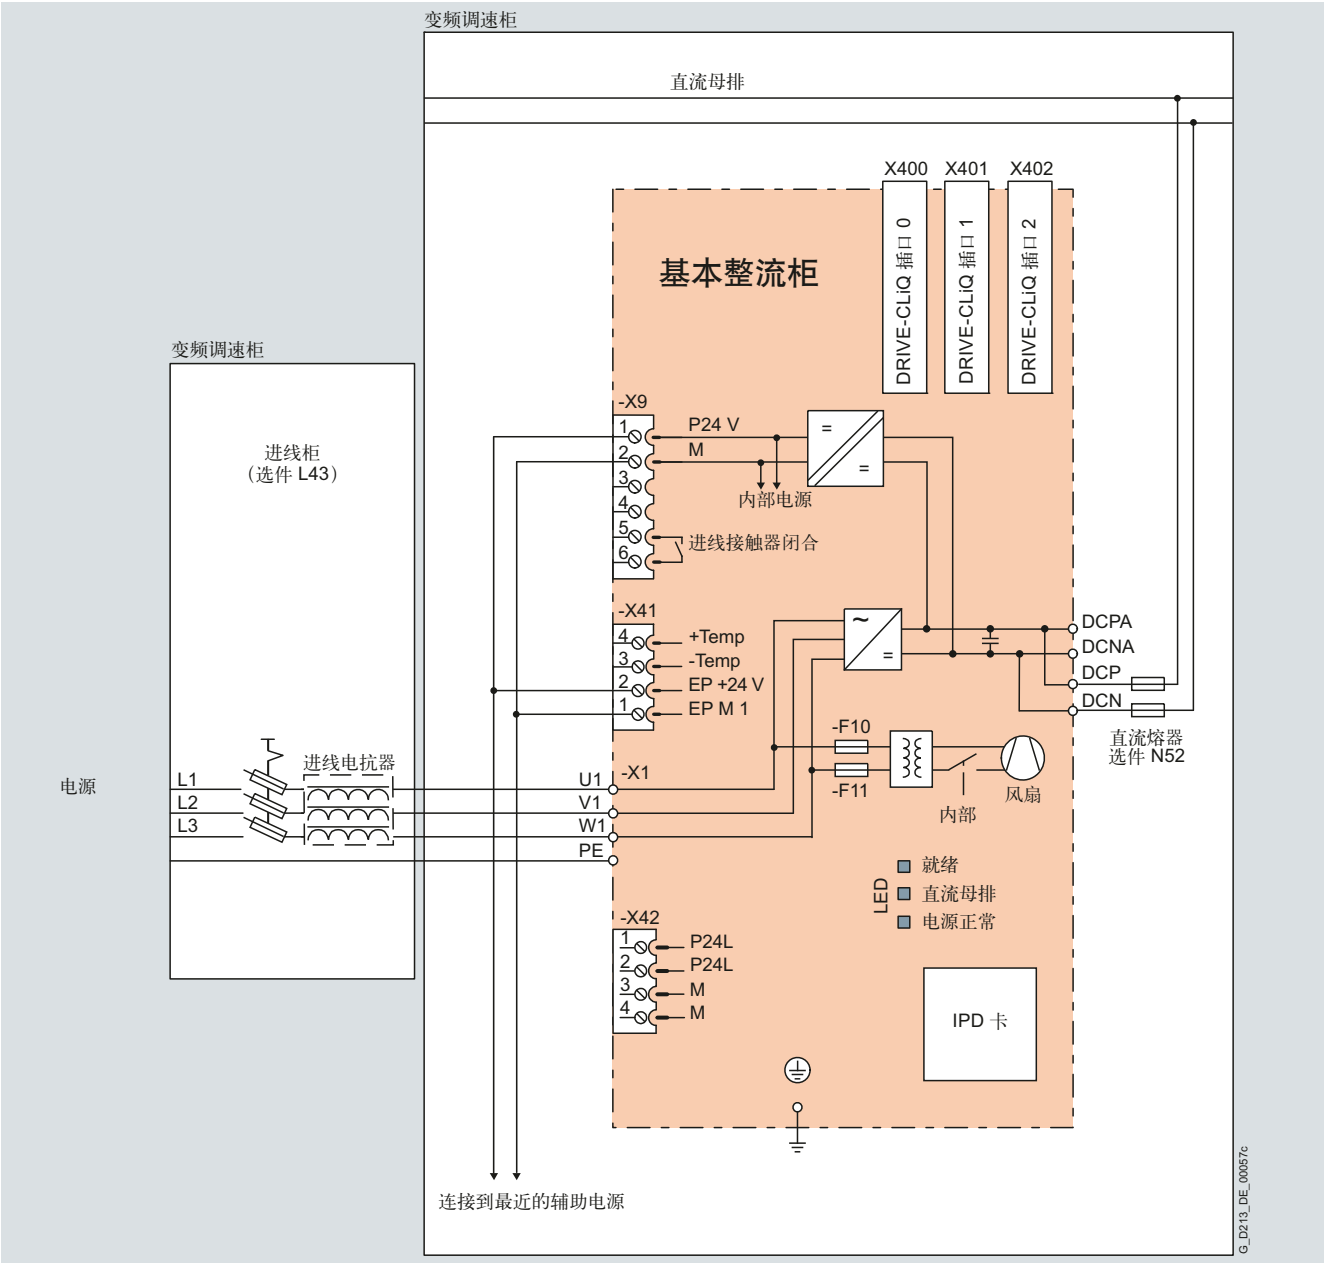 变频调速柜
直流母排
X400
X401
X402
DRIVE-CLiQ 插口 0
DRIVE-CLiQ 插口 1
DRIVE-CLiQ 插口 2
基本整流柜
变频调速柜
进线柜
（选件 L43）
-X9
1
P24 V
2
M
3
4
5
6
=
=
内部电源
进线接触器闭合
-X41
4
+Temp
3
-Temp
2
EP +24 V
1
EP M 1
~
=
DCPA
DCNA
DCP
DCN
直流熔器
选件 N52
-F10
-F11
内部
风扇
进线电抗器
电源
L1
L2
L3
U1
-X1
V1
W1
PE
LED
就绪
直流母排
电源正常
-X42
1
P24L
2
P24L
3
M
4
M
IPD 卡
连接到最近的辅助电源
G_D213_DE_00057c